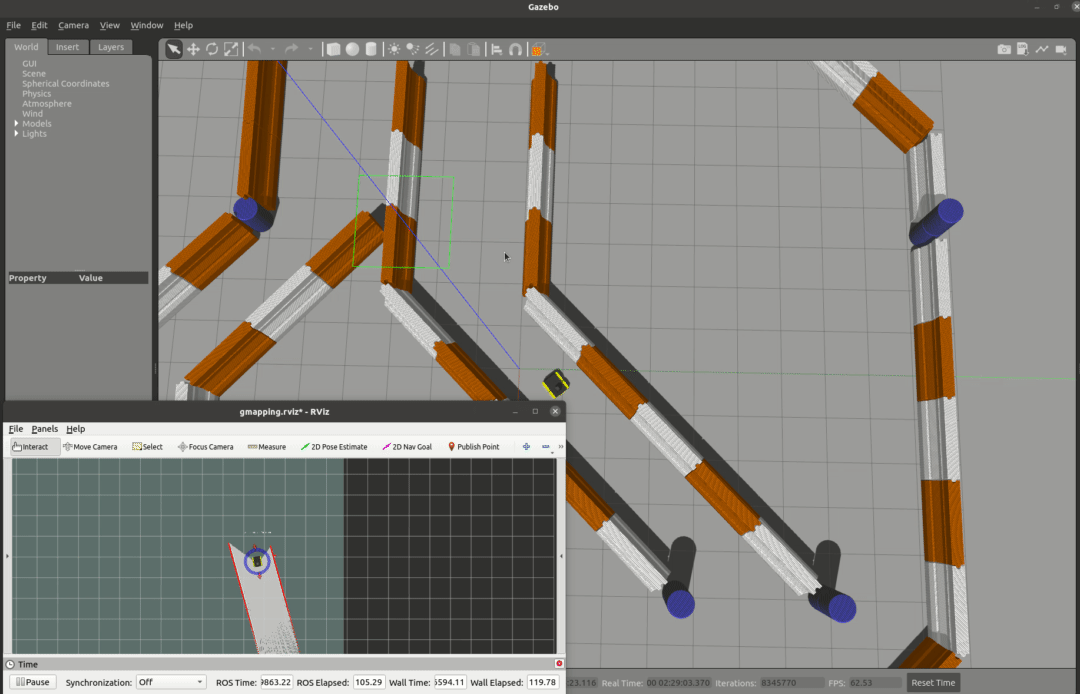 Gazebo
File Edit Camera View Window Help
World Insert Layers
GUI
Scene
Spherical Coordinates
Physics
Atmosphere
Wind
Models
Lights
Property Value
gmapping.rviz* - RViz
File Panels Help
Interact Move Camera Select Focus Camera Measure 2D Pose Estimate 2D Nav Goal Publish Point
Time
Pause Synchronization: Off ROS Time: 9863.22 ROS Elapsed: 105.29 Wall Time: 6594.11 Wall Elapsed: 119.78
23.116 Real Time: 00 02:29:03.370 Iterations: 8345770 FPS: 62.53 Reset Time